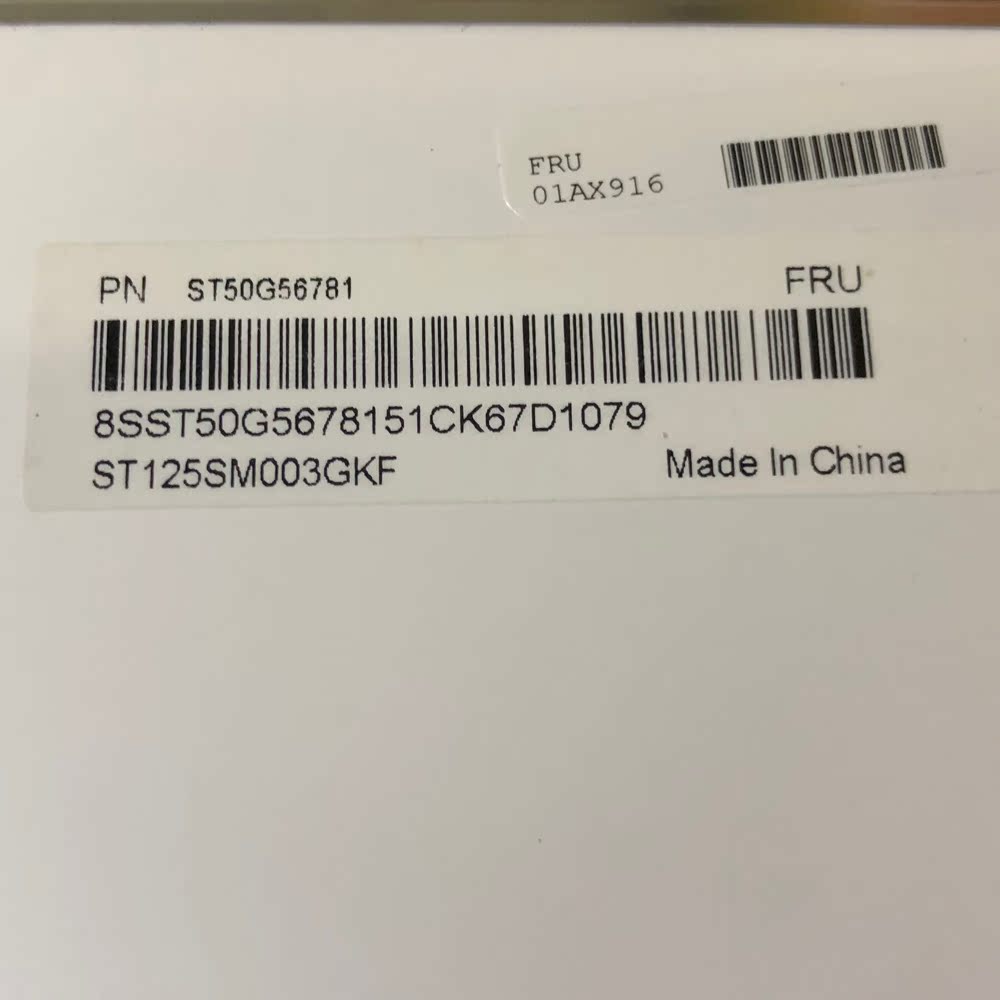 FRU
01AX916
PN ST50G56781 FRU
8SST50G5678151CK67D1079
ST125SM003GKF Made In China